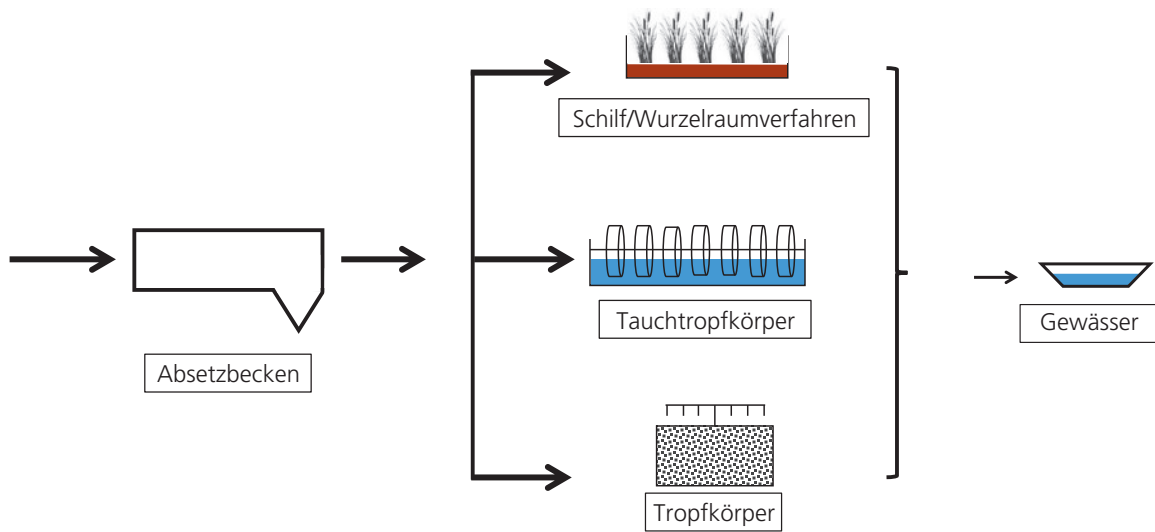 Schilf/Wurzelraumverfahren
Absetzbecken
Tauchtropfkörper
Gewässer
Tropfkörper